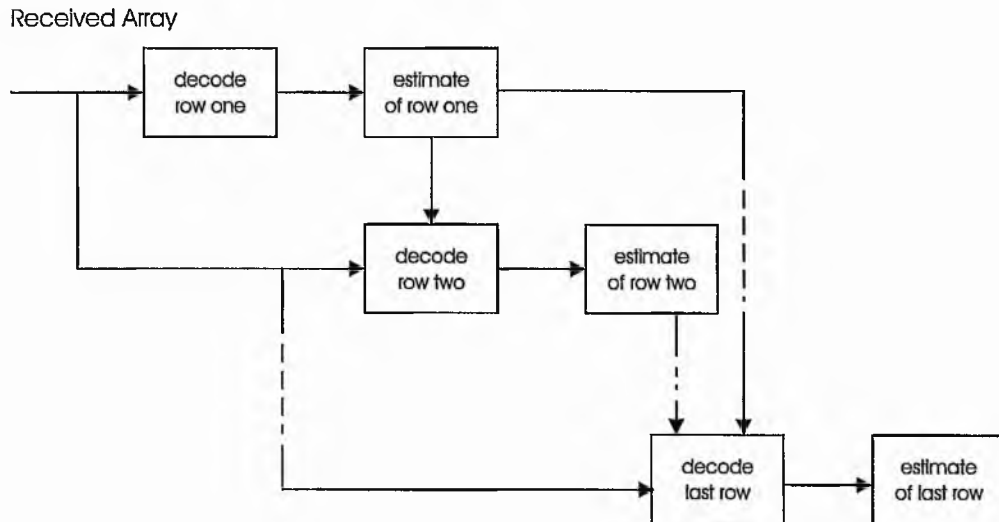 Received Array
decode
row one
estimate
of row one
decode
row two
estimate
of row two
decode
last row
estimate
of last row